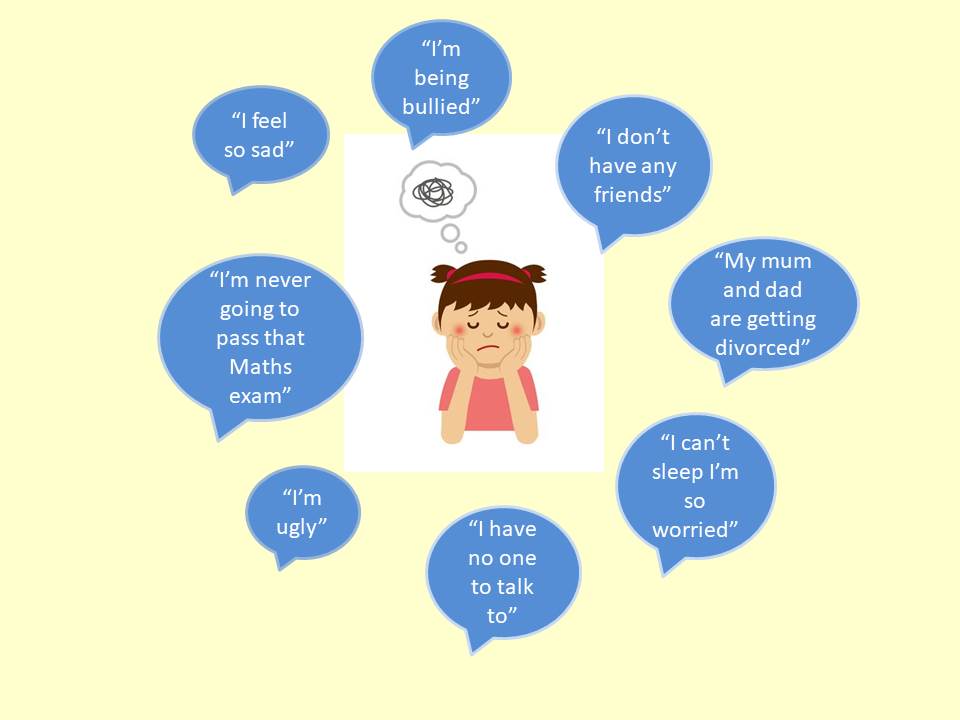 “I’m
being
bullied”
“I feel
so sad”
“I don’t
have any
friends”
“My mum
and dad
are getting
divorced”
“I’m never
going to
pass that
Maths
exam”
“I can’t
sleep I’m
so
worried”
“I’m
ugly”
“I have
no one
to talk
to”